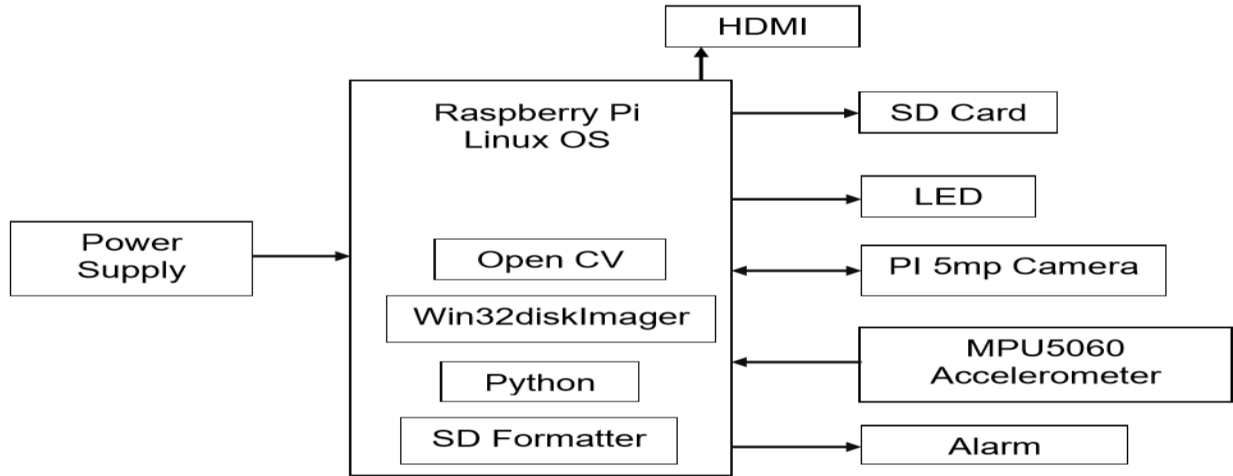 HDMI
Raspberry Pi
Linux OS
SD Card
LED
Power
Supply
Open CV
PI 5mp Camera
Win32diskImager
MPU5060
Accelerometer
Python
SD Formatter
Alarm